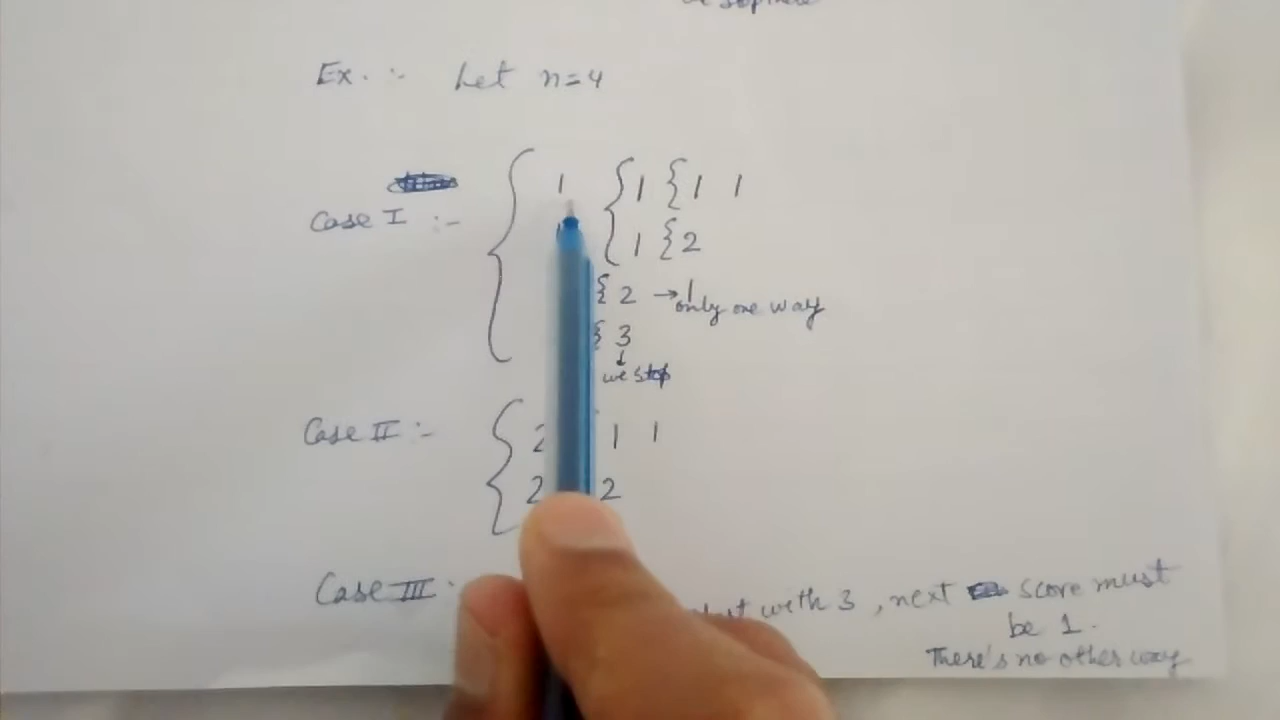 Ex. :- Let n=4
1 { 1 { 1 1
Case I :-
1 { 2
{ 2 → 1 only one way
} 3
↓
we stop
Case II :- 2 1 1
2 2
Case III : with 3, next score must
be 1.
There's no other way